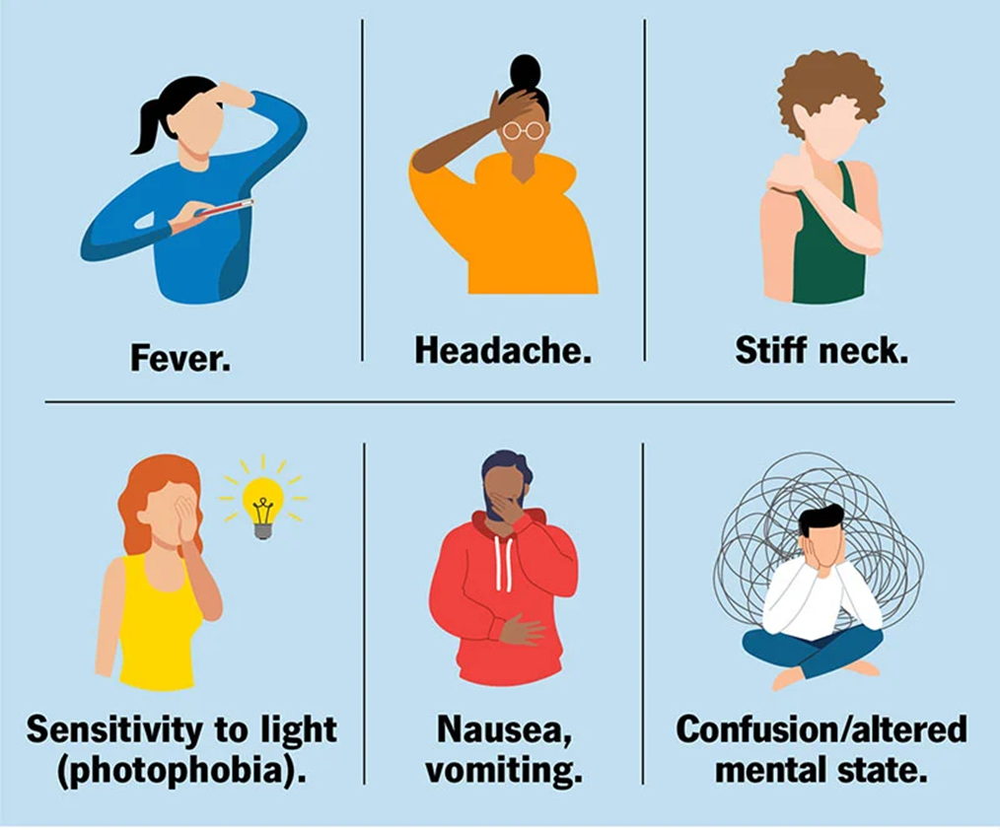 Fever.
Headache.
Stiff neck.
Sensitivity to light
(photophobia).
Nausea,
vomiting.
Confusion/altered
mental state.